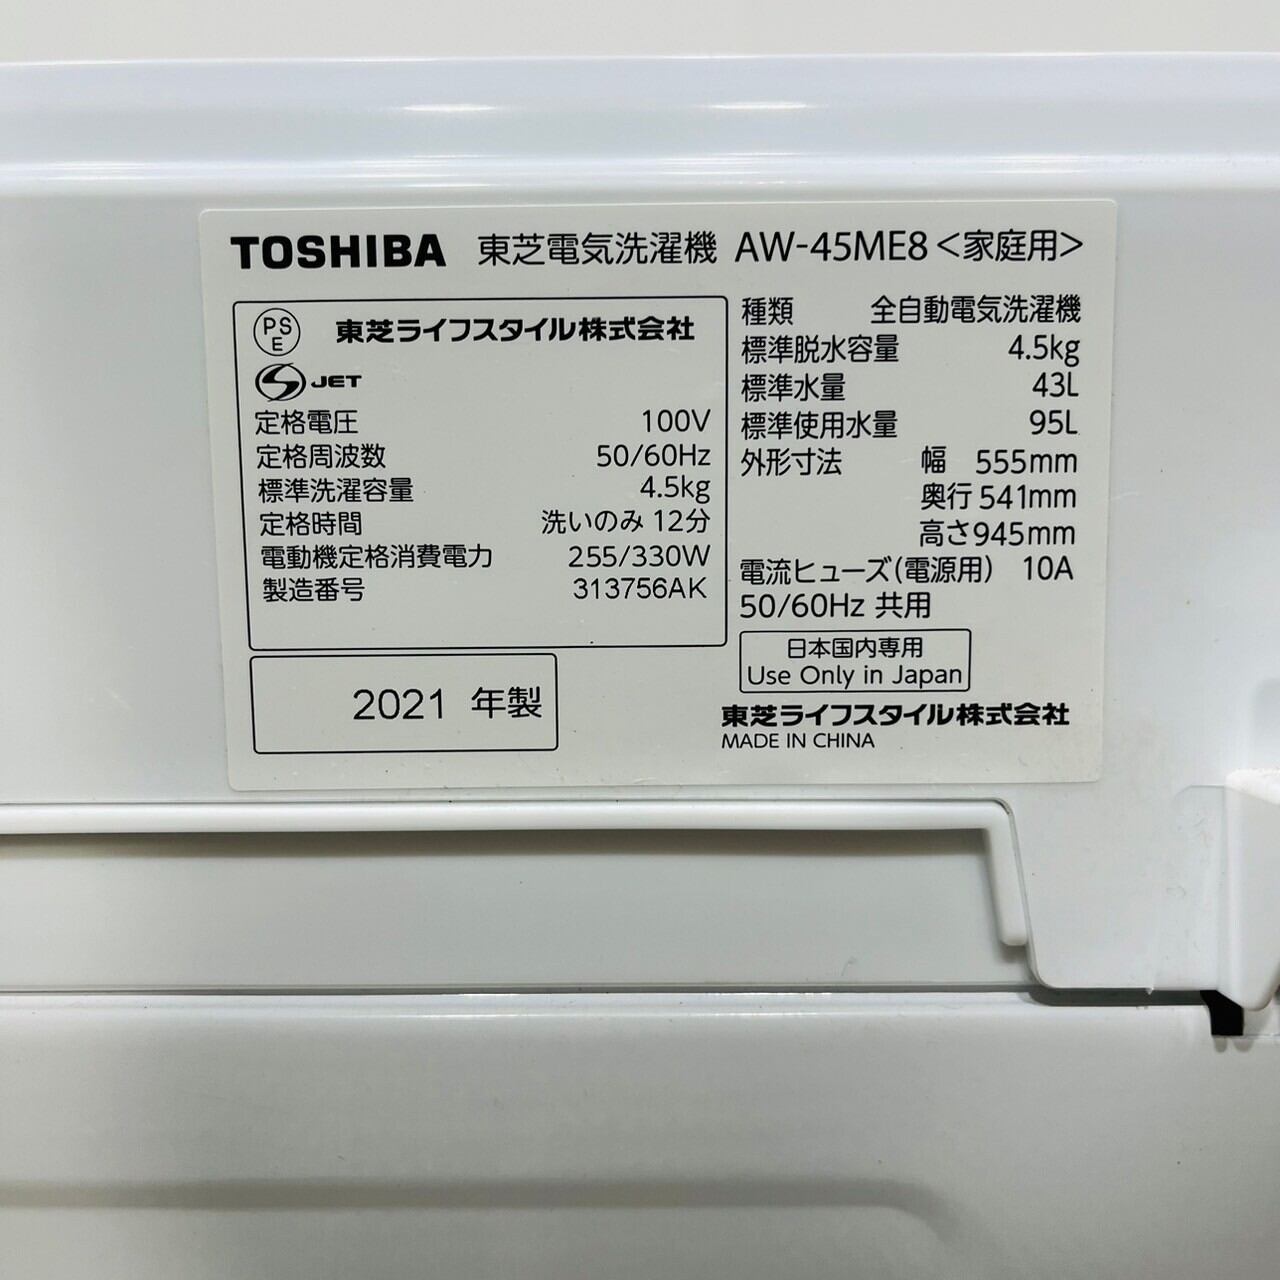 TOSHIBA 東芝電気洗濯機 AW-45ME8<家庭用>
PS
E
東芝ライフスタイル株式会社
JET
定格電圧 100V
定格周波数 50/60Hz
標準洗濯容量 4.5kg
定格時間 洗いのみ 12分
電動機定格消費電力 255/330W
製造番号 313756AK
2021 年製
種類 全自動電気洗濯機
標準脱水容量 4.5kg
標準水量 43L
標準使用水量 95L
外形寸法 幅 555mm
奥行 541mm
高さ 945mm
電流ヒューズ(電源用) 10A
50/60Hz 共用
日本国内専用
Use Only in Japan
東芝ライフスタイル株式会社
MADE IN CHINA